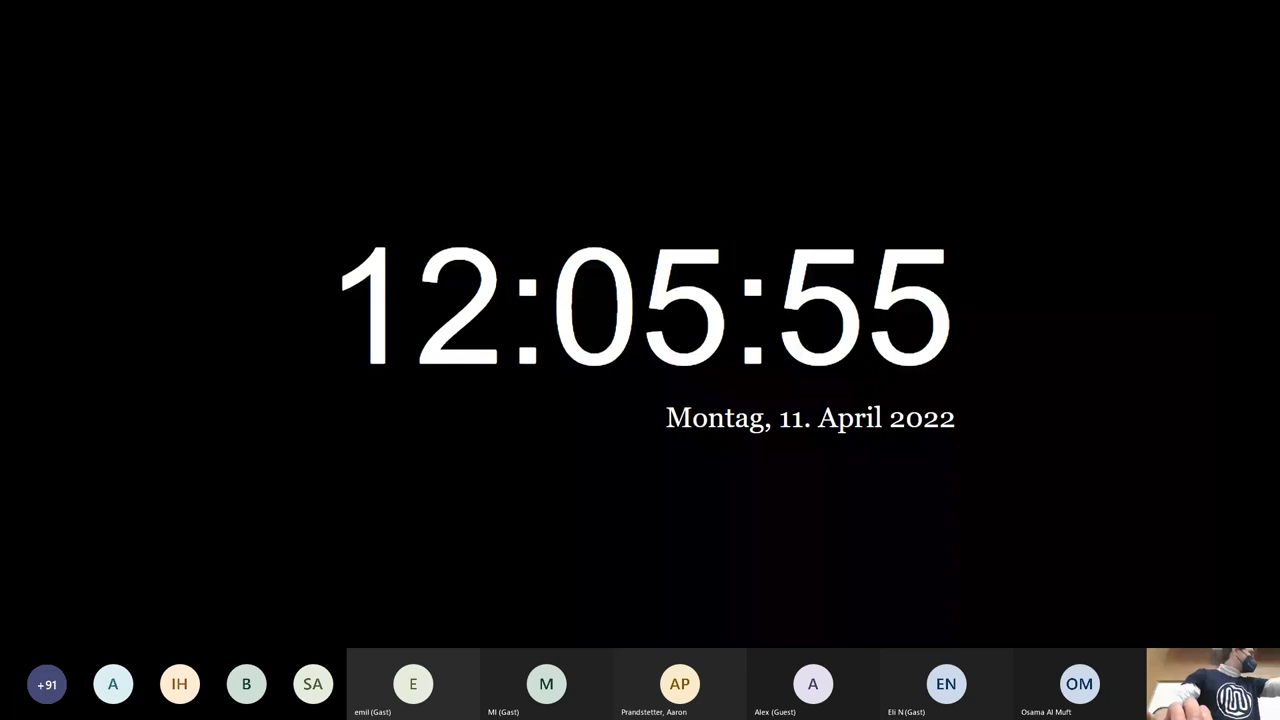 12:05:55
Montag, 11. April 2022
+91
A
IH
B
SA
E
M
AP
A
EN
OM
emil (Gast)
MI (Gast)
Prandstetter, Aaron
Alex (Guest)
Eli N (Gast)
Osama Al Muft